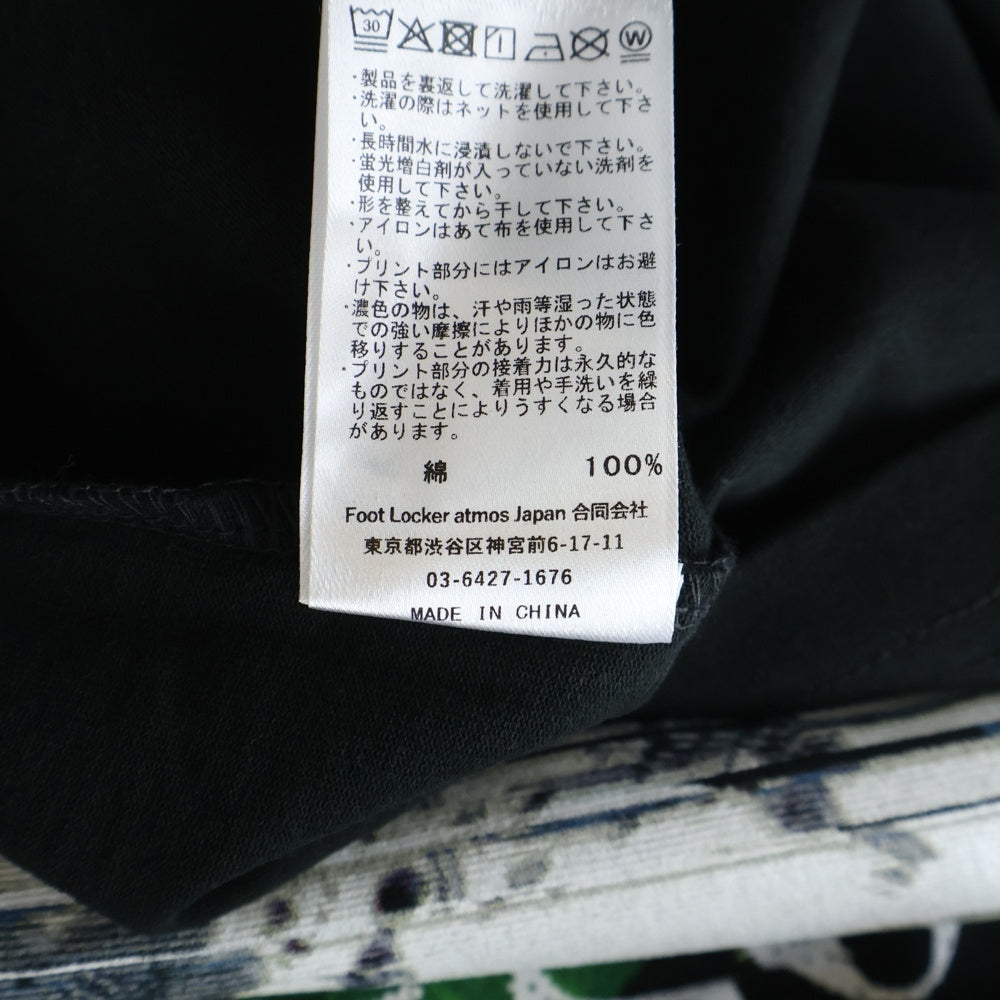 30
W
・製品を裏返して洗濯して下さい。
・洗濯の際はネットを使用して下さ
い。
・長時間水に浸漬しないで下さい。
・蛍光増白剤が入っていない洗剤を
使用して下さい。
・形を整えてから干して下さい。
・アイロンはあて布を使用して下さ
い。
・プリント部分にはアイロンはお避
け下さい。
・濃色の物は、汗や雨等湿った状態
での強い摩擦によりほかの物に色
移りすることがあります。
・プリント部分の接着力は永久的な
ものではなく、着用や手洗いを繰
り返すことによりうすくなる場合
があります。
綿 100%
Foot Locker atmos Japan 合同会社
東京都渋谷区神宮前6-17-11
03-6427-1676
MADE IN CHINA